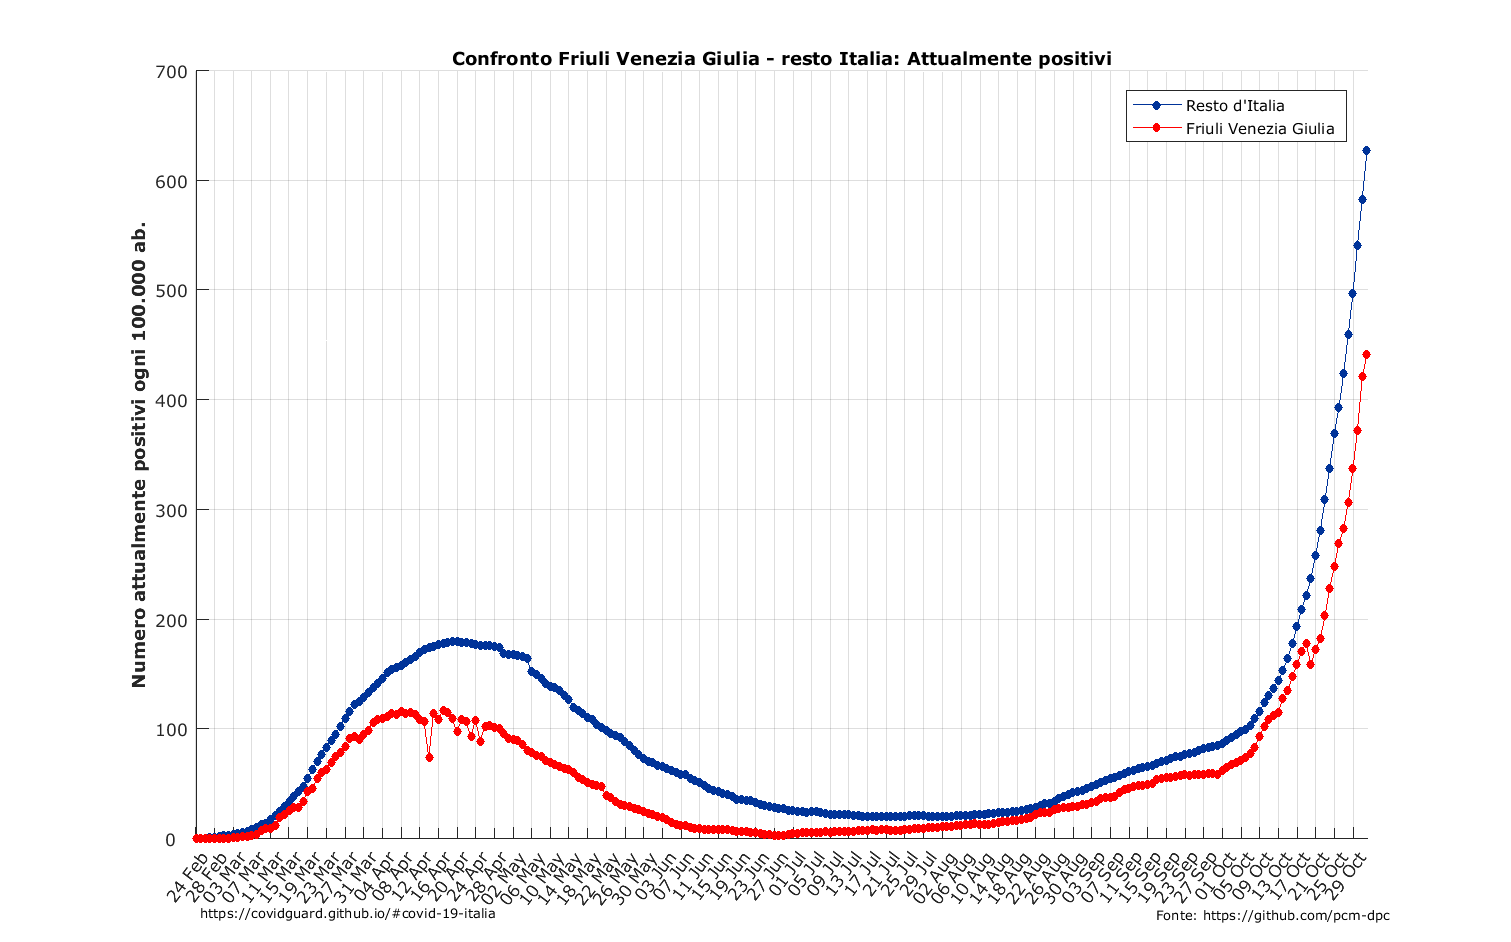 Confronto Friuli Venezia Giulia - resto Italia: Attualmente positivi
Resto d'Italia
Friuli Venezia Giulia
Numero attualmente positivi ogni 100.000 ab.
700
600
500
400
300
200
100
0
24 Feb
28 Feb
03 Mar
07 Mar
11 Mar
15 Mar
19 Mar
23 Mar
27 Mar
31 Mar
04 Apr
08 Apr
12 Apr
16 Apr
20 Apr
24 Apr
28 Apr
02 May
06 May
10 May
14 May
18 May
22 May
26 May
30 May
03 Jun
07 Jun
11 Jun
15 Jun
19 Jun
23 Jun
27 Jun
01 Jul
05 Jul
09 Jul
13 Jul
17 Jul
21 Jul
25 Jul
29 Jul
02 Aug
06 Aug
10 Aug
14 Aug
18 Aug
22 Aug
26 Aug
30 Aug
03 Sep
07 Sep
11 Sep
15 Sep
19 Sep
23 Sep
27 Sep
01 Oct
05 Oct
09 Oct
13 Oct
17 Oct
21 Oct
25 Oct
29 Oct
https://covidguard.github.io/#covid-19-italia
Fonte: https://github.com/pcm-dpc